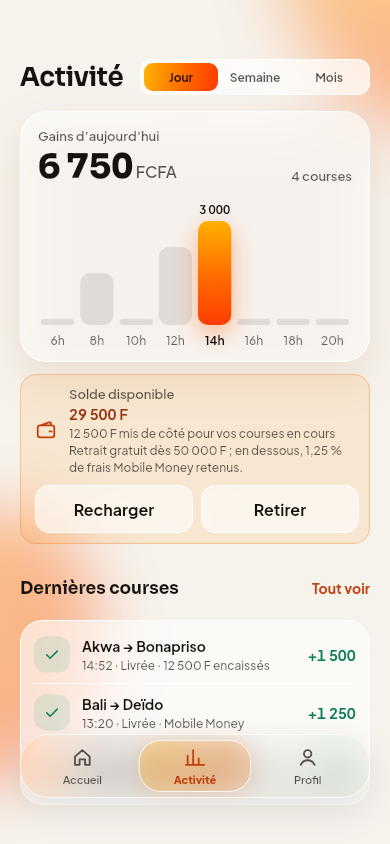 Activité
Jour Semaine Mois
Gains d’aujourd’hui
6 750 FCFA
4 courses
3 000
6h 8h 10h 12h 14h 16h 18h 20h
Solde disponible
29 500 F
12 500 F mis de côté pour vos courses en cours
Retrait gratuit dès 50 000 F ; en dessous, 1,25 %
de frais Mobile Money retenus.
Recharger Retirer
Dernières courses Tout voir
Akwa → Bonapriso
14:52 · Livrée · 12 500 F encaissés
+1 500
Bali → Deïdo
13:20 · Livrée · Mobile Money
+1 250
Accueil Activité Profil